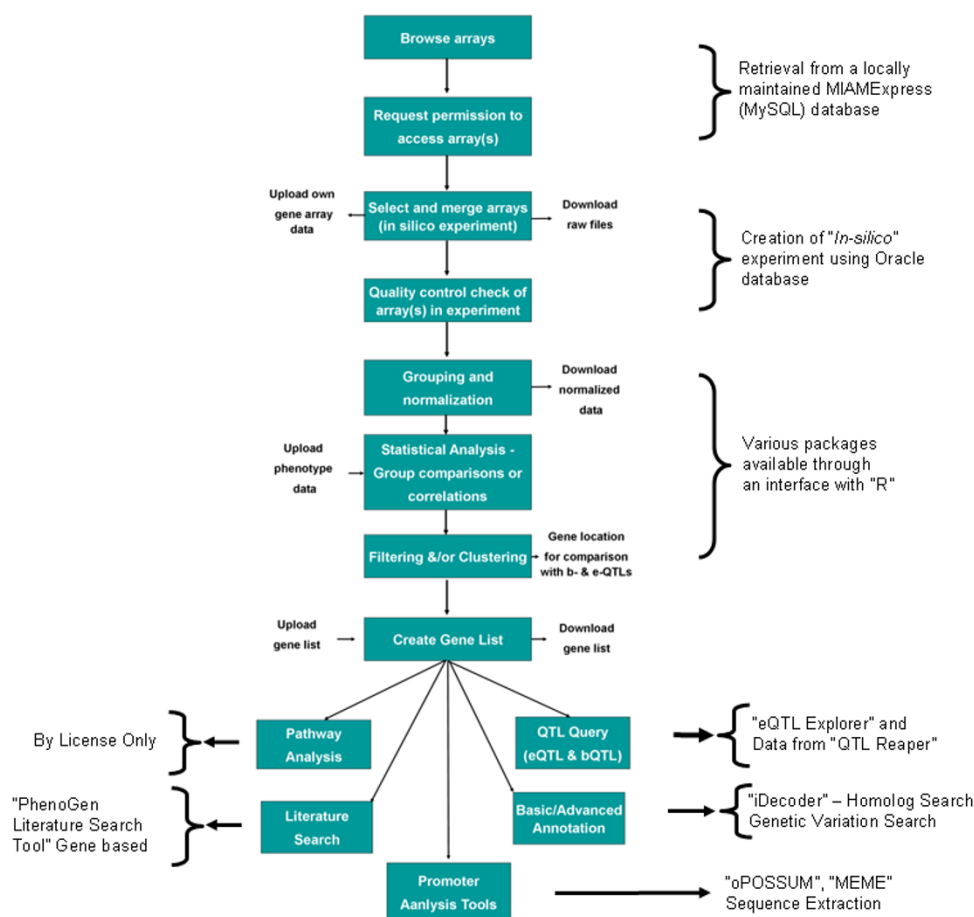 Browse arrays
Retrieval from a locally
maintained MIAMExpress
(MySQL) database
Request permission to
access array(s)
Upload own
gene array
data
Select and merge arrays
(in silico experiment)
Download
raw files
Creation of "In-silico"
experiment using Oracle
database
Quality control check of
array(s) in experiment
Grouping and
normalization
Download
normalized
data
Various packages
available through
an interface with "R"
Upload
phenotype
data
Statistical Analysis -
Group comparisons or
correlations
Filtering &/or Clustering
Gene location
for comparison
with b- & e-QTLs
Upload
gene list
Create Gene List
Download
gene list
By License Only
Pathway
Analysis
QTL Query
(eQTL & bQTL)
"eQTL Explorer" and
Data from "QTL Reaper"
"PhenoGen
Literature Search
Tool" Gene based
Literature
Search
Basic/Advanced
Annotation
"iDecoder" – Homolog Search
Genetic Variation Search
Promoter
Aanlysis Tools
"oPOSSUM", "MEME"
Sequence Extraction